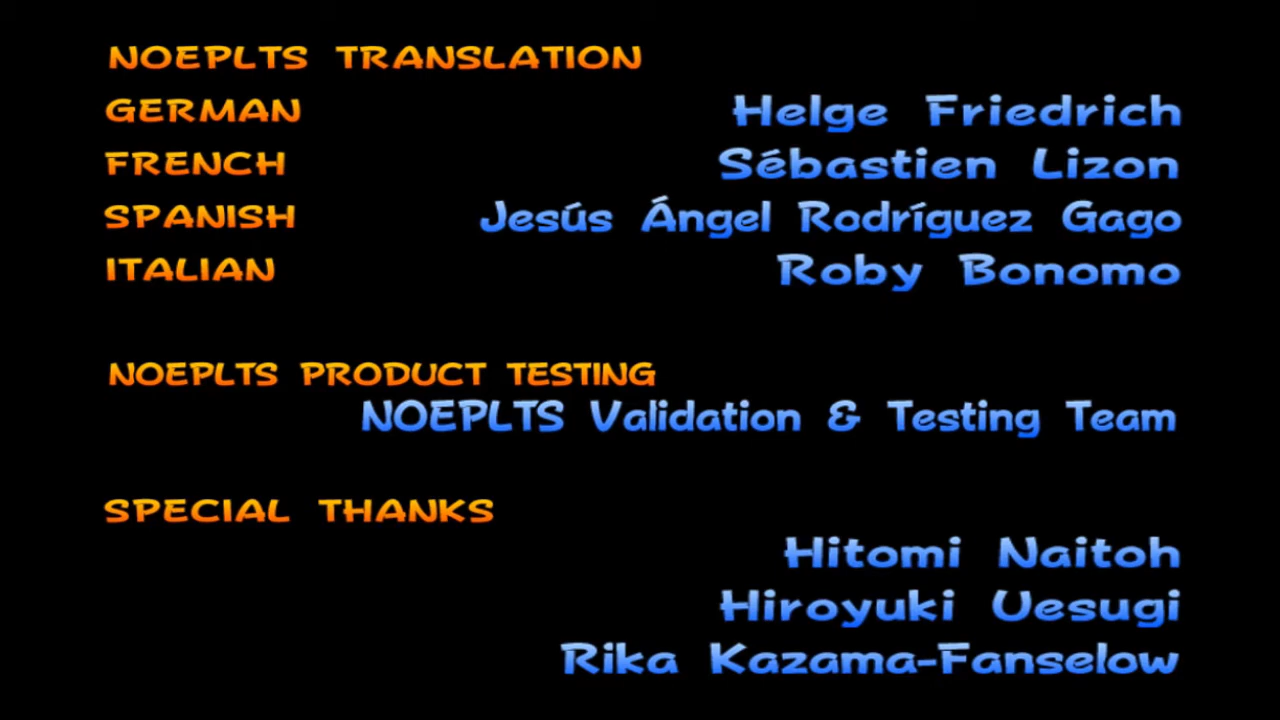 NOEPLTS TRANSLATION
GERMAN Helge Friedrich
FRENCH Sébastien Lizon
SPANISH Jesús Ángel Rodríguez Gago
ITALIAN Roby Bonomo
NOEPLTS PRODUCT TESTING
NOEPLTS Validation & Testing Team
SPECIAL THANKS
Hitomi Naitoh
Hiroyuki Uesugi
Rika Kazama-Fanselow